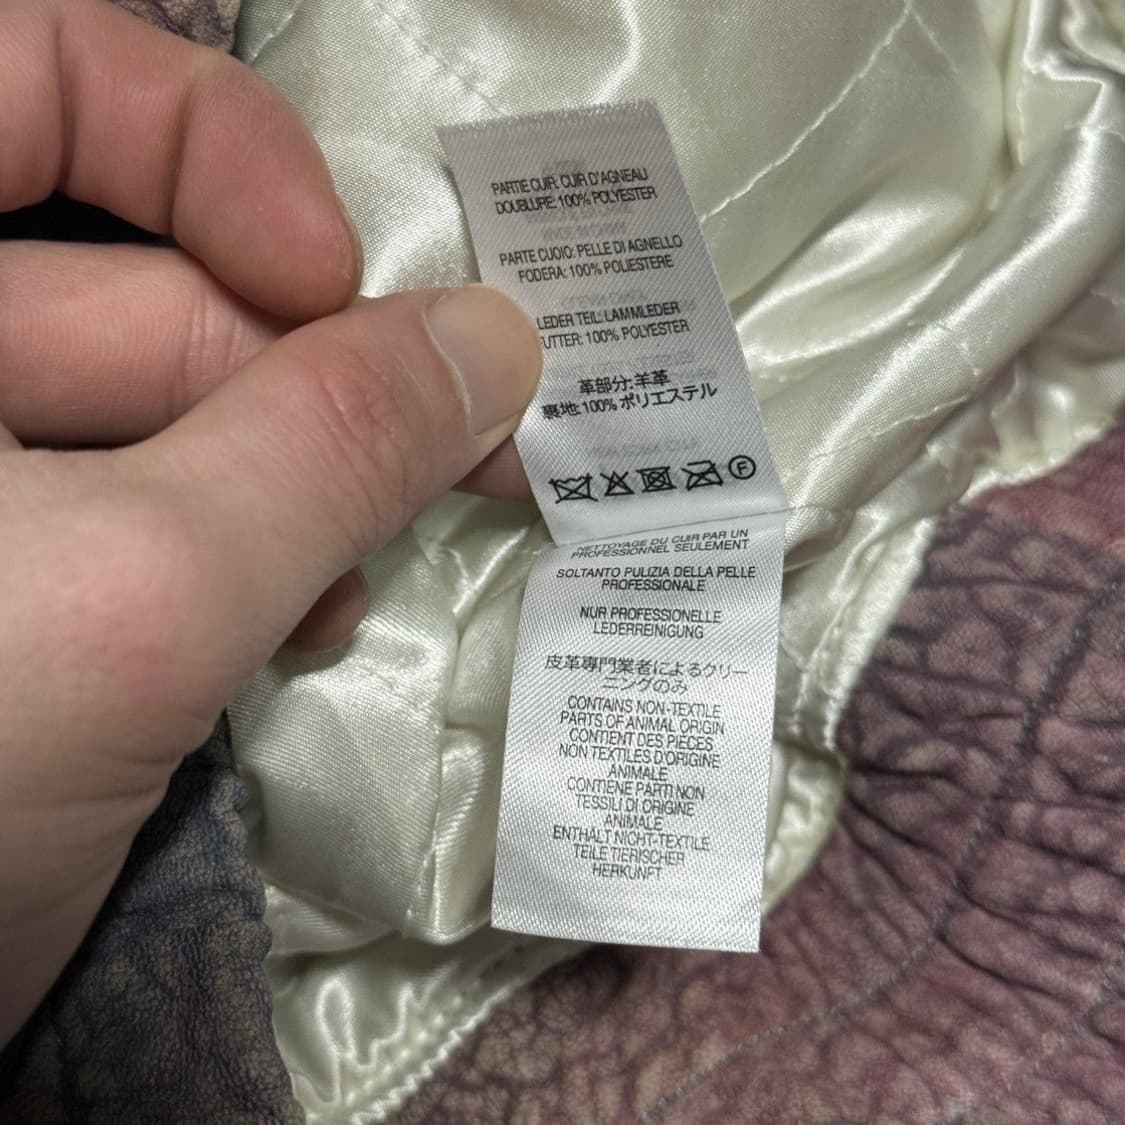 PARTIE CUIR: CUIR D'AGNEAU
DOUBLURE: 100% POLYESTER
PARTE CUOIO: PELLE DI AGNELLO
FODERA: 100% POLIESTERE
LEDER TEIL: LAMMLEDER
UTTER: 100% POLYESTER
革部分: 羊革
裏地: 100% ポリエステル
F
NETTOYAGE DU CUIR PAR UN
PROFESSIONNEL SEULEMENT
SOLTANTO PULIZIA DELLA PELLE
PROFESSIONALE
NUR PROFESSIONELLE
LEDERREINIGUNG
皮革専門業者によるクリー
ニングのみ
CONTAINS NON-TEXTILE
PARTS OF ANIMAL ORIGIN
CONTIENT DES PIECES
NON TEXTILES D'ORIGINE
ANIMALE
CONTIENE PARTI NON
TESSILI DI ORIGINE
ANIMALE
ENTHÄLT NICHT-TEXTILE
TEILE TIERISCHER
HERKUNFT